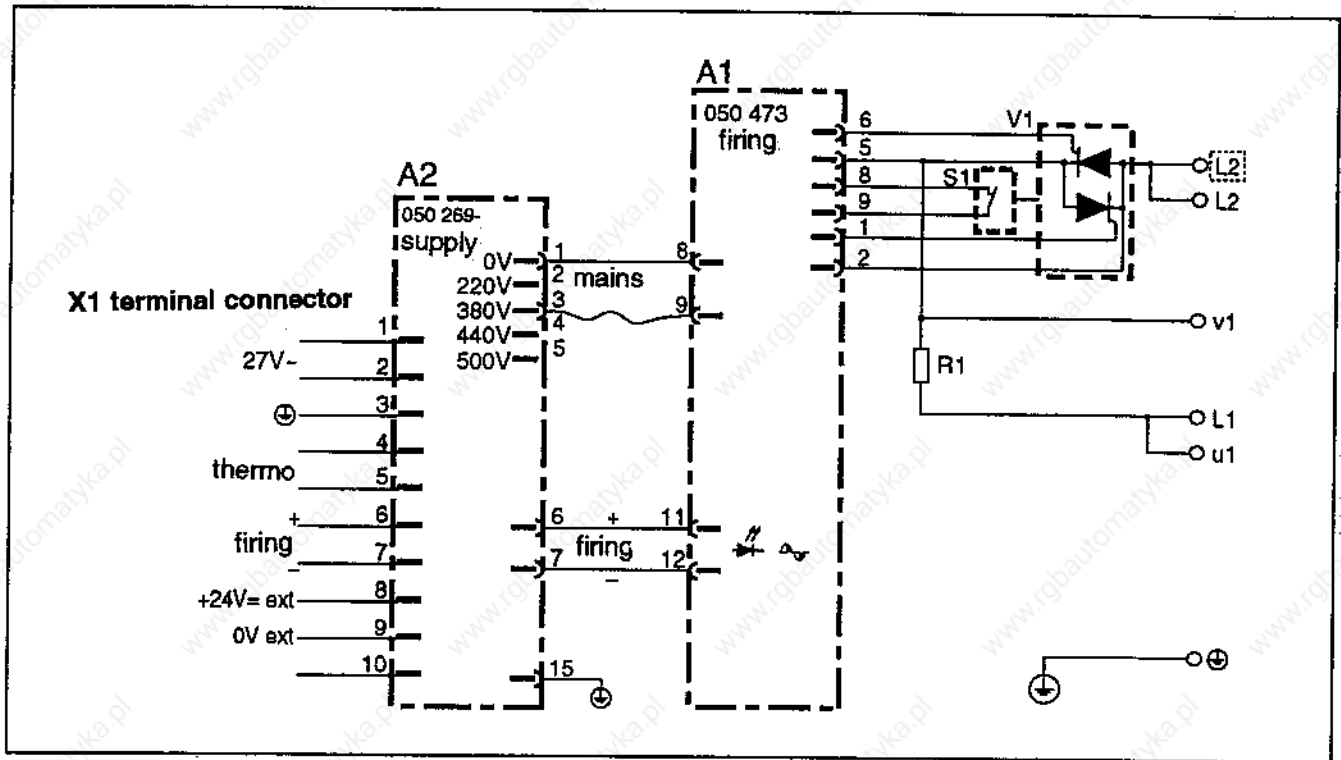 A1
050 473
firing
6
5
8
9
1
2
V1
S1
L2
L2
v1
R1
L1
u1
A2
050 269-
supply
0V
220V
380V
440V
500V
1
2
3
4
5
mains
8
9
X1 terminal connector
1
27V~
2
3
4
thermo
5
+
6
firing
7
–
+24V= ext
8
0V ext
9
10
6
+
11
firing
7
–
12
15
www.rgbautomatyka.pl